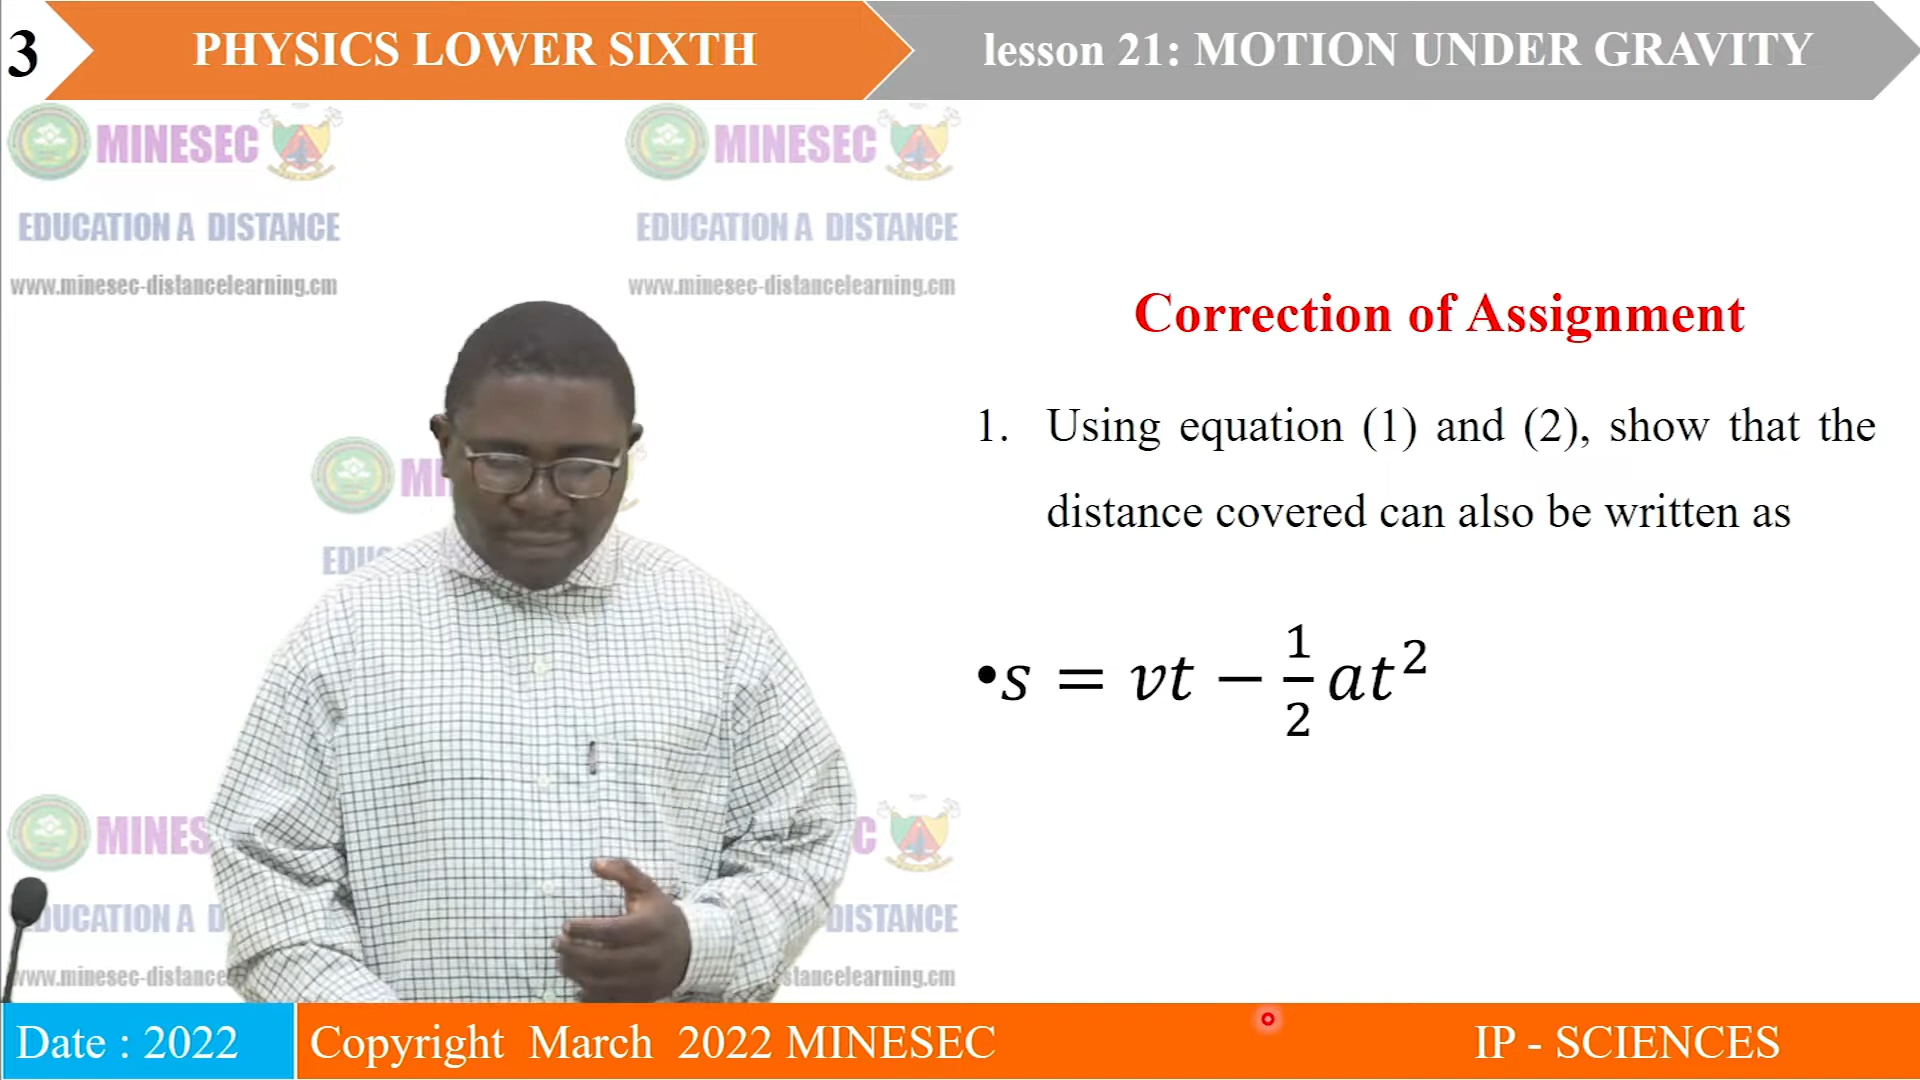 3
PHYSICS LOWER SIXTH
lesson 21: MOTION UNDER GRAVITY
MINESEC
MINESEC
EDUCATION A DISTANCE
EDUCATION A DISTANCE
www.minesec-distancelearning.cm
www.minesec-distancelearning.cm
Correction of Assignment
1. Using equation (1) and (2), show that the
distance covered can also be written as
•s = vt − 1/2 at²
Date : 2022
Copyright March 2022 MINESEC
IP - SCIENCES